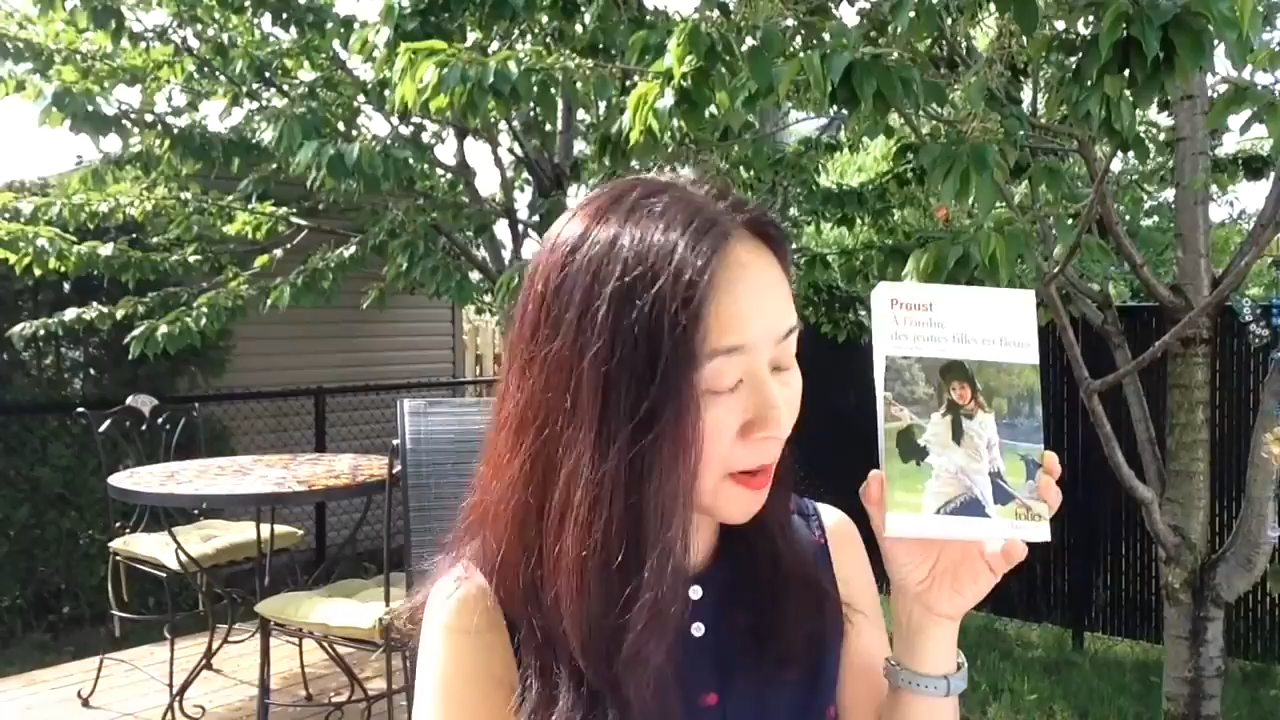 Proust
À l'ombre
des jeunes filles en fleurs
folio